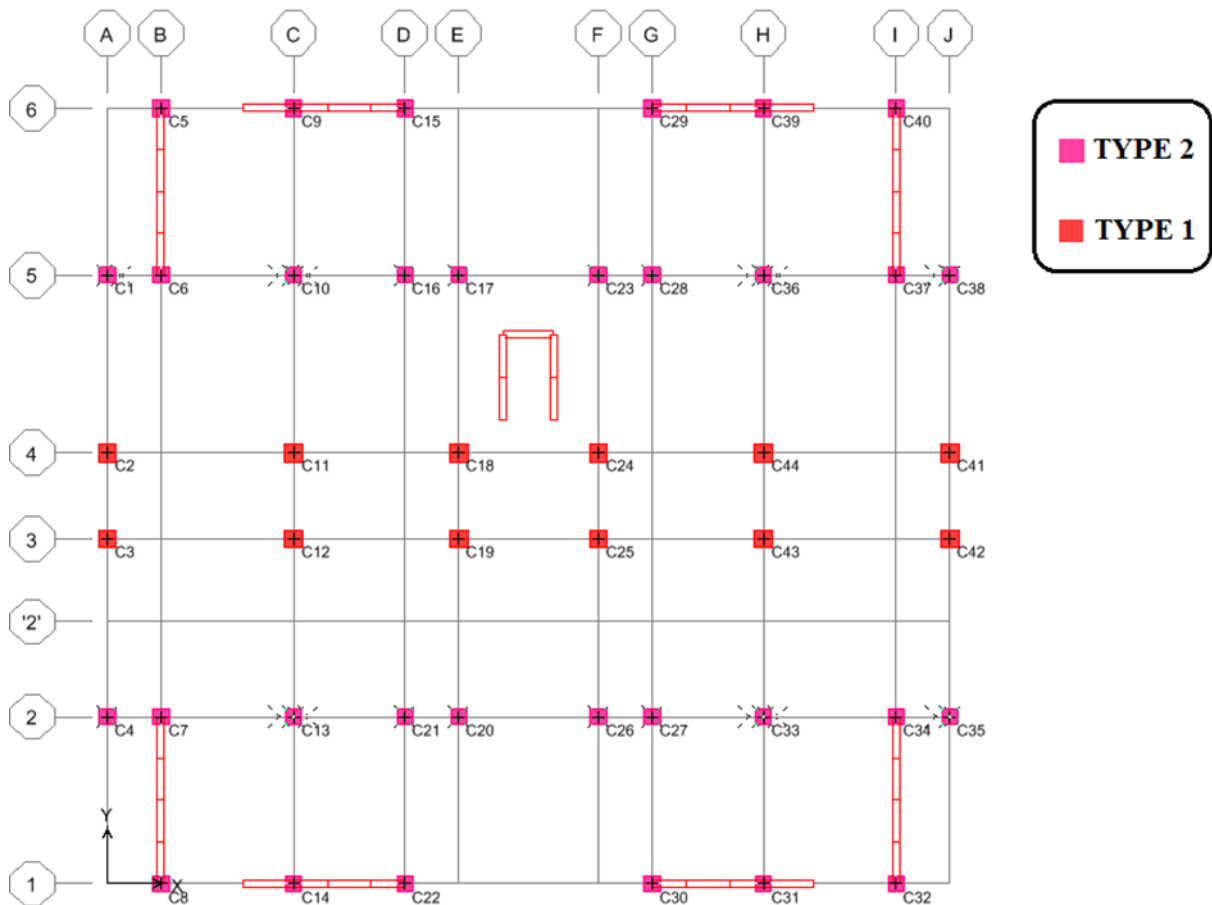 A B C D E F G H I J
6
C5 C9 C15 C29 C39 C40
TYPE 2
TYPE 1
5
C1 C6 C10 C16 C17 C23 C28 C36 C37 C38
4
C2 C11 C18 C24 C44 C41
3
C3 C12 C19 C25 C43 C42
'2'
2
C4 C7 C13 C21 C20 C26 C27 C33 C34 C35
Y
X
1
C8 C14 C22 C30 C31 C32